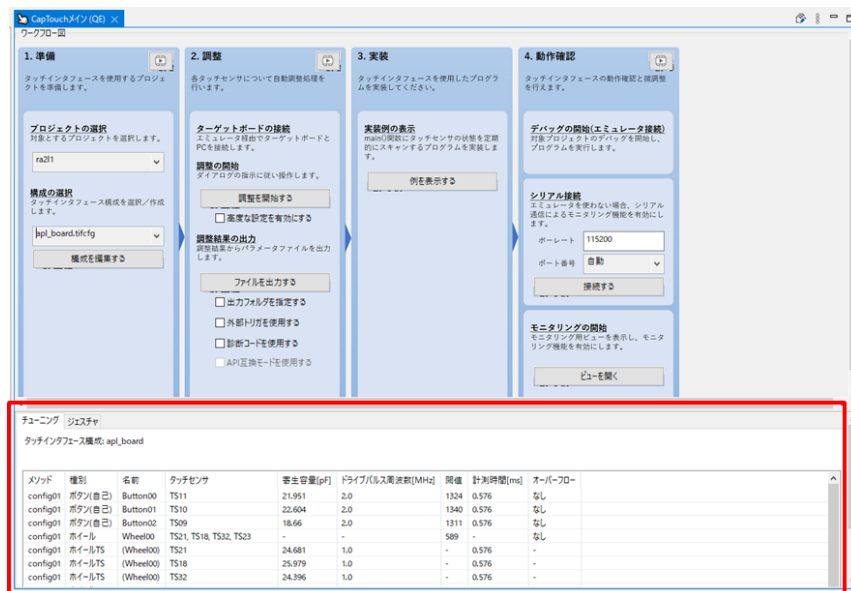 CapTouchメイン (QE)
ワークフロー図
1. 準備
タッチインタフェースを使用するプロジェ
クトを準備します。
プロジェクトの選択
対象とするプロジェクトを選択します。
ra2l1
構成の選択
タッチインタフェース構成を選択/作成
します。
apl_board.tifcfg
構成を編集する
2. 調整
各タッチセンサについて自動調整処理を
行います。
ターゲットボードの接続
エミュレータ経由でターゲットボードと
PCを接続します。
調整の開始
ダイアログの指示に従い操作します。
調整を開始する
高度な設定を有効にする
調整結果の出力
調整結果からパラメータファイルを出力
します。
ファイルを出力する
出力フォルダを指定する
外部トリガを使用する
診断コードを使用する
API互換モードを使用する
3. 実装
タッチインタフェースを使用したプログラ
ムを実装してください。
実装例の表示
main()関数にタッチセンサの状態を定期
的にスキャンするプログラムを実装しま
す。
例を表示する
4. 動作確認
タッチインタフェースの動作確認と微調整
を行えます。
デバッグの開始(エミュレータ接続)
対象プロジェクトのデバッグを開始し、
プログラムを実行します。
シリアル接続
エミュレータを使わない場合、シリアル
通信によるモニタリング機能を有効にし
ます。
ボーレート 115200
ポート番号 自動
接続する
モニタリングの開始
モニタリング用ビューを表示し、モニタ
リング機能を有効にします。
ビューを開く
チューニング ジェスチャ
タッチインタフェース構成: apl_board
メソッド 種別 名前 タッチセンサ 寄生容量[pF] ドライブパルス周波数[MHz] 閾値 計測時間[ms] オーバーフロー
config01 ボタン(自己) Button00 TS11 21.951 2.0 1324 0.576 なし
config01 ボタン(自己) Button01 TS10 22.604 2.0 1340 0.576 なし
config01 ボタン(自己) Button02 TS09 18.66 2.0 1311 0.576 なし
config01 ホイール Wheel00 TS21, TS18, TS32, TS23 - - 589 - なし
config01 ホイールTS (Wheel00) TS21 24.681 1.0 - 0.576 -
config01 ホイールTS (Wheel00) TS18 25.979 1.0 - 0.576 -
config01 ホイールTS (Wheel00) TS32 24.396 1.0 - 0.576 -